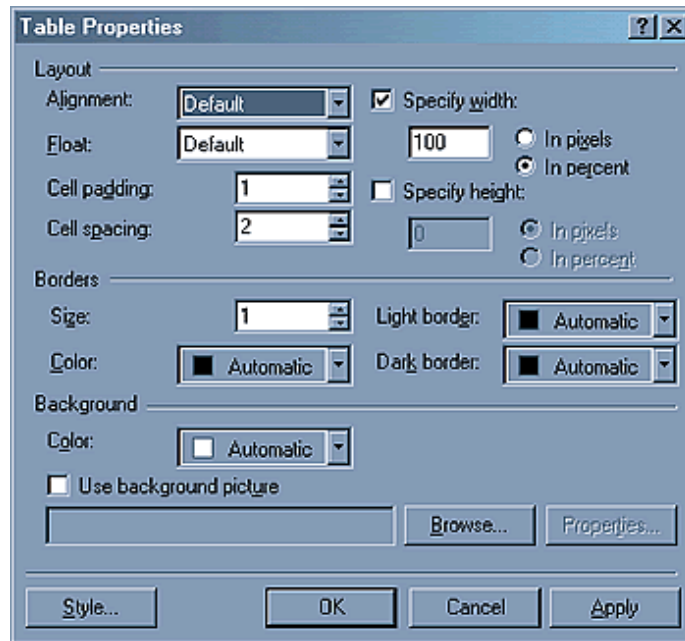 Table Properties
Layout
Alignment: Default Specify width:
Float: Default 100 In pixels
In percent
Cell padding: 1 Specify height:
Cell spacing: 2 0 In pixels
In percent
Borders
Size: 1 Light border: Automatic
Color: Automatic Dark border: Automatic
Background
Color: Automatic
Use background picture
Browse... Properties...
Style... OK Cancel Apply